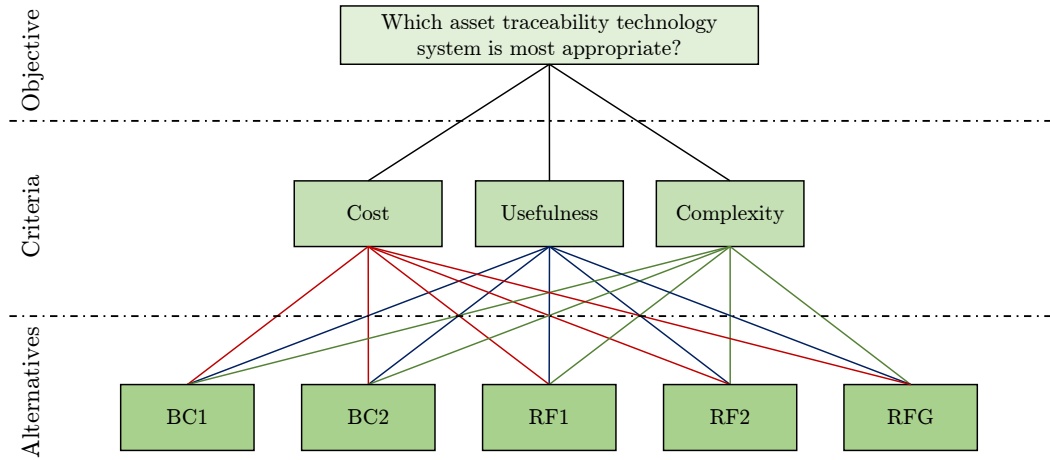 Objective
Which asset traceability technology
system is most appropriate?
Criteria
Cost
Usefulness
Complexity
Alternatives
BC1
BC2
RF1
RF2
RFG